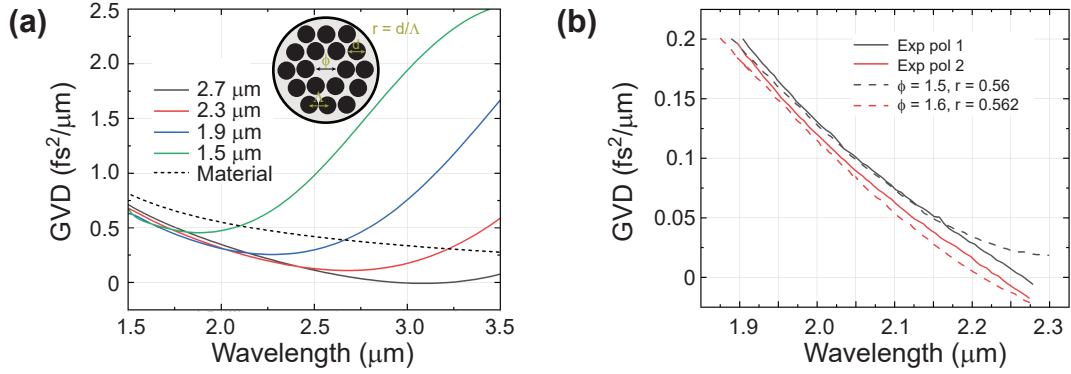 (a)
GVD (fs²/μm)
2.5
2.0
1.5
1.0
0.5
0
r = d/Λ
d
ϕ
Λ
2.7 μm
2.3 μm
1.9 μm
1.5 μm
Material
1.5 2.0 2.5 3.0 3.5
Wavelength (μm)
(b)
GVD (fs²/μm)
0.2
0.15
0.1
0.05
0
Exp pol 1
Exp pol 2
ϕ = 1.5, r = 0.56
ϕ = 1.6, r = 0.562
1.9 2.0 2.1 2.2 2.3
Wavelength (μm)